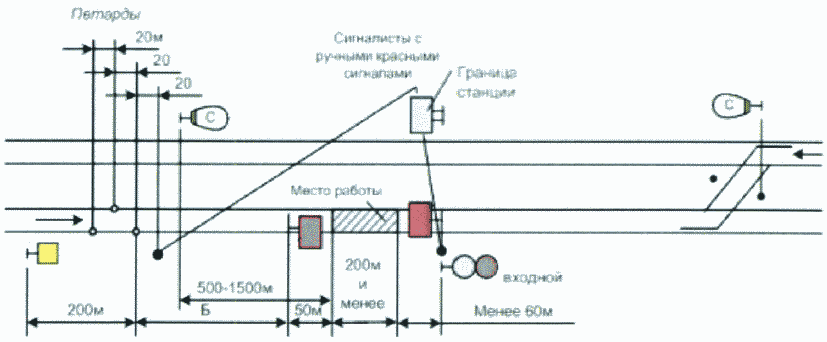 Петарды
20м
20
20
Сигналисты с
ручными красными
сигналами
Граница
станции
С
С
Место работы
входной
500-1500м
200м
и
менее
200м
Б
50м
Менее 60м